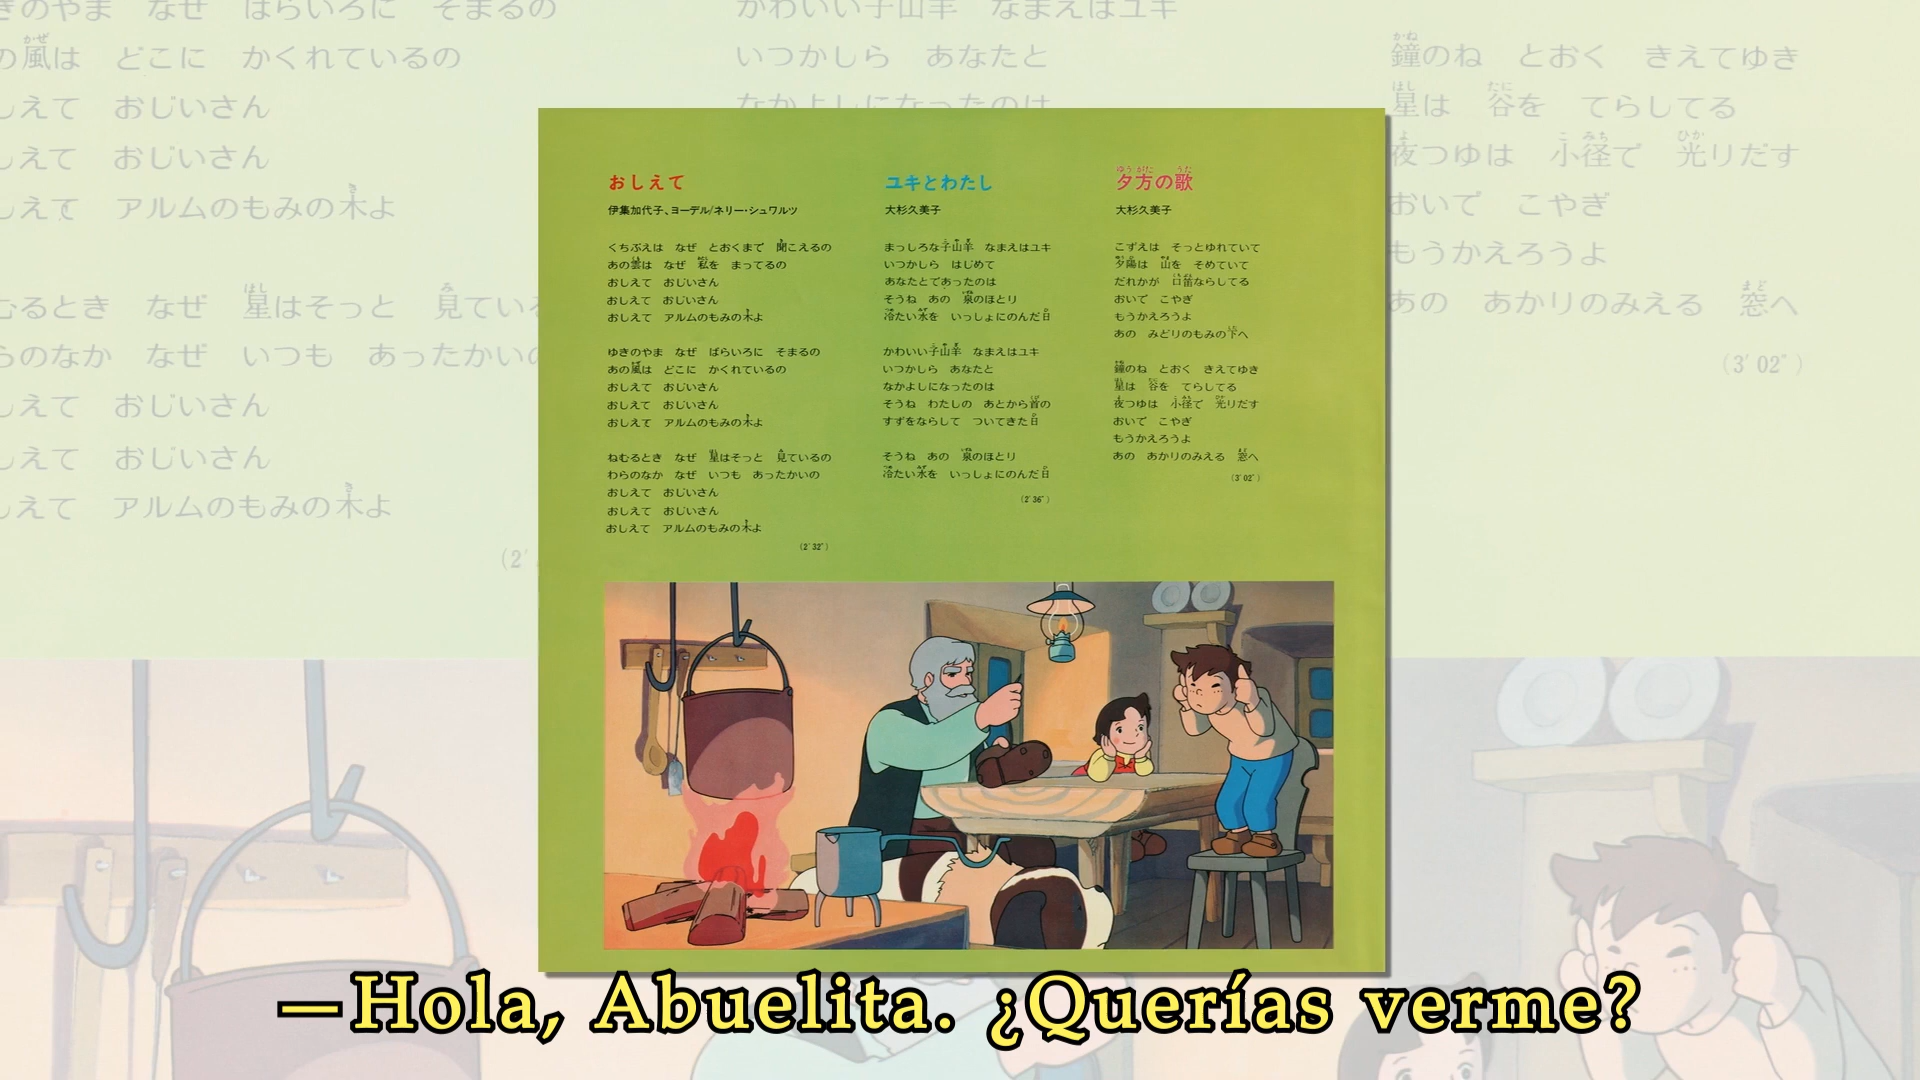 おしえて
伊集加代子、ヨーデル/ネリー・シュワルツ
くちぶえは なぜ とおくまで 聞こえるの
あの雲は なぜ 私を まってるの
おしえて おじいさん
おしえて おじいさん
おしえて アルムのもみの木よ
ゆきのやま なぜ ばらいろに そまるの
あの風は どこに かくれているの
おしえて おじいさん
おしえて おじいさん
おしえて アルムのもみの木よ
ねむるとき なぜ 星はそっと 見ているの
わらのなか なぜ いつも あったかいの
おしえて おじいさん
おしえて おじいさん
おしえて アルムのもみの木よ
(2′32″)
ユキとわたし
大杉久美子
まっしろな子山羊 なまえはユキ
いつかしら はじめて
あなたとであったのは
そうね あの 泉のほとり
冷たい水を いっしょにのんだ日
かわいい子山羊 なまえはユキ
いつかしら あなたと
なかよしになったのは
そうね わたしの あとから首の
すずをならして ついてきた日
そうね あの 泉のほとり
冷たい水を いっしょにのんだ日
(2′36″)
夕方の歌
大杉久美子
こずえは そっとゆれていて
夕陽は 山を そめていて
だれかが 口笛ならしてる
おいで こやぎ
もうかえろうよ
あの みどりのもみの下へ
鐘のね とおく きえてゆき
星は 谷を てらしてる
夜つゆは 小径で 光りだす
おいで こやぎ
もうかえろうよ
あの あかりのみえる 窓へ
(3′02″)
—Hola, Abuelita. ¿Querías verme?